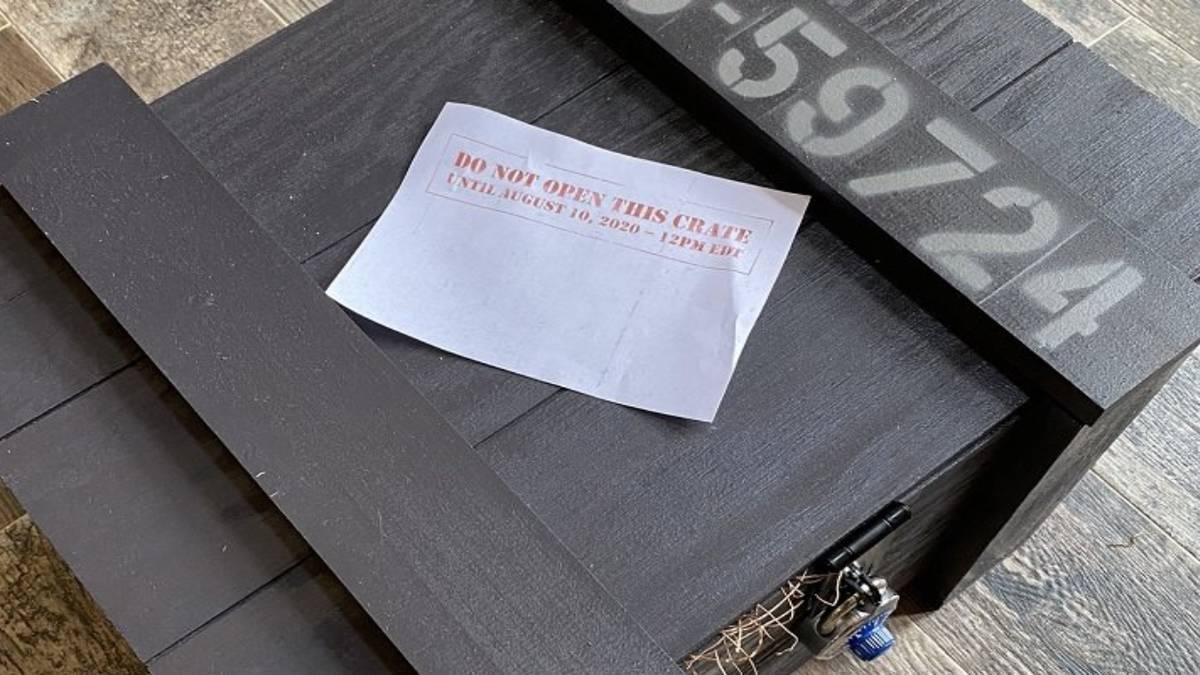 -59724
DO NOT OPEN THIS CRATE
UNTIL AUGUST 10, 2020 – 12PM EDT